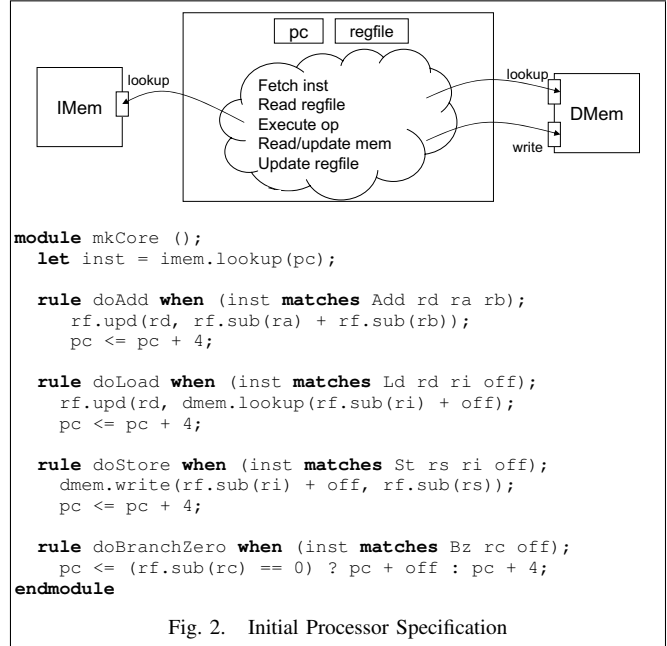 pc
regfile
lookup
IMem
Fetch inst
Read regfile
Execute op
Read/update mem
Update regfile
lookup
DMem
write
module mkCore ();
let inst = imem.lookup(pc);
rule doAdd when (inst matches Add rd ra rb);
rf.upd(rd, rf.sub(ra) + rf.sub(rb));
pc <= pc + 4;
rule doLoad when (inst matches Ld rd ri off);
rf.upd(rd, dmem.lookup(rf.sub(ri) + off);
pc <= pc + 4;
rule doStore when (inst matches St rs ri off);
dmem.write(rf.sub(ri) + off, rf.sub(rs));
pc <= pc + 4;
rule doBranchZero when (inst matches Bz rc off);
pc <= (rf.sub(rc) == 0) ? pc + off : pc + 4;
endmodule
Fig. 2. Initial Processor Specification